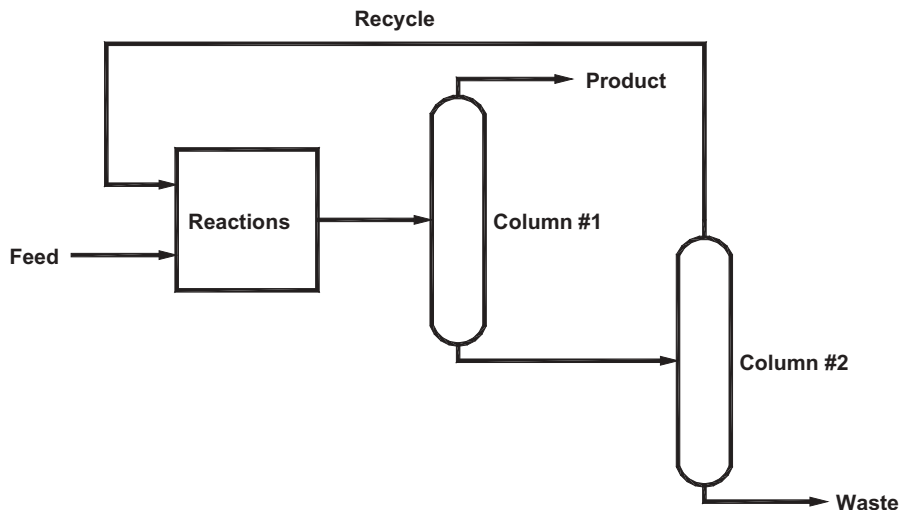 Recycle
Product
Reactions
Column #1
Feed
Column #2
Waste